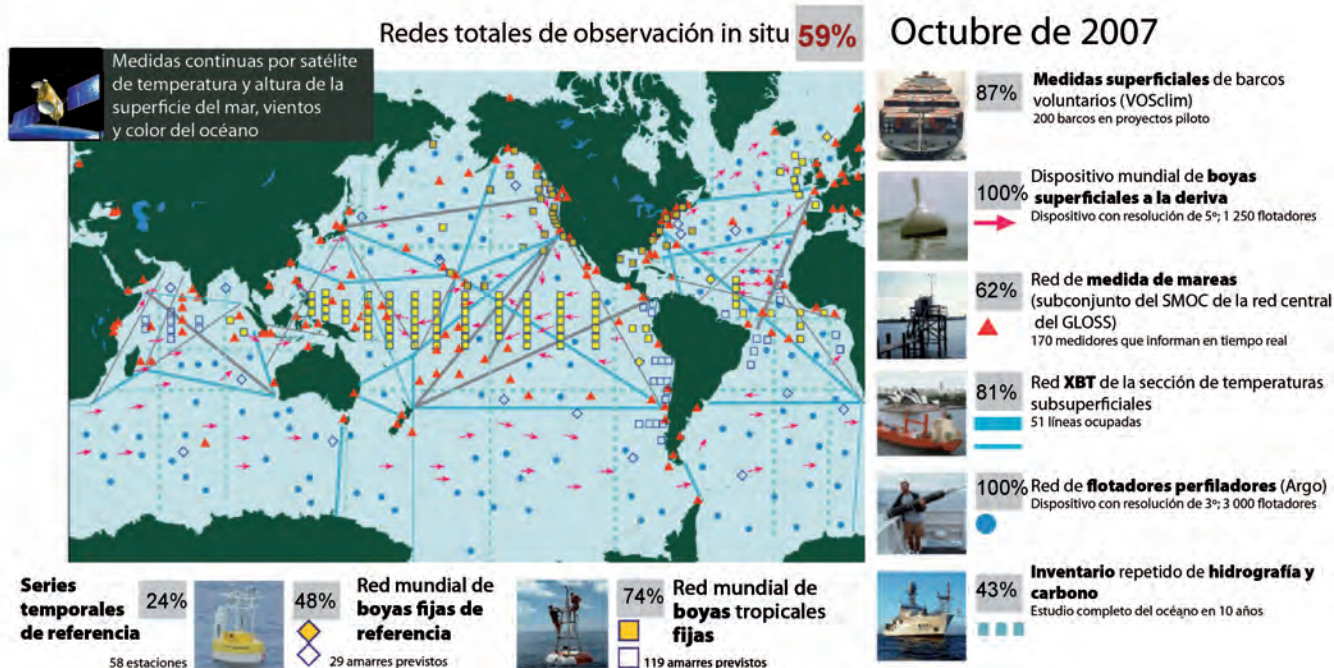 Redes totales de observación in situ 59%
Octubre de 2007
Medidas continuas por satélite
de temperatura y altura de la
superficie del mar, vientos
y color del océano
87%
Medidas superficiales de barcos
voluntarios (VOSclim)
200 barcos en proyectos piloto
100%
Dispositivo mundial de boyas
superficiales a la deriva
Dispositivo con resolución de 5º; 1 250 flotadores
62%
Red de medida de mareas
(subconjunto del SMOC de la red central
del GLOSS)
170 medidores que informan en tiempo real
81%
Red XBT de la sección de temperaturas
subsuperficiales
51 líneas ocupadas
100%
Red de flotadores perfiladores (Argo)
Dispositivo con resolución de 3º; 3 000 flotadores
43%
Inventario repetido de hidrografía y
carbono
Estudio completo del océano en 10 años
Series
temporales
de referencia
24%
58 estaciones
48%
Red mundial de
boyas fijas de
referencia
29 amarres previstos
74%
Red mundial de
boyas tropicales
fijas
119 amarres previstos